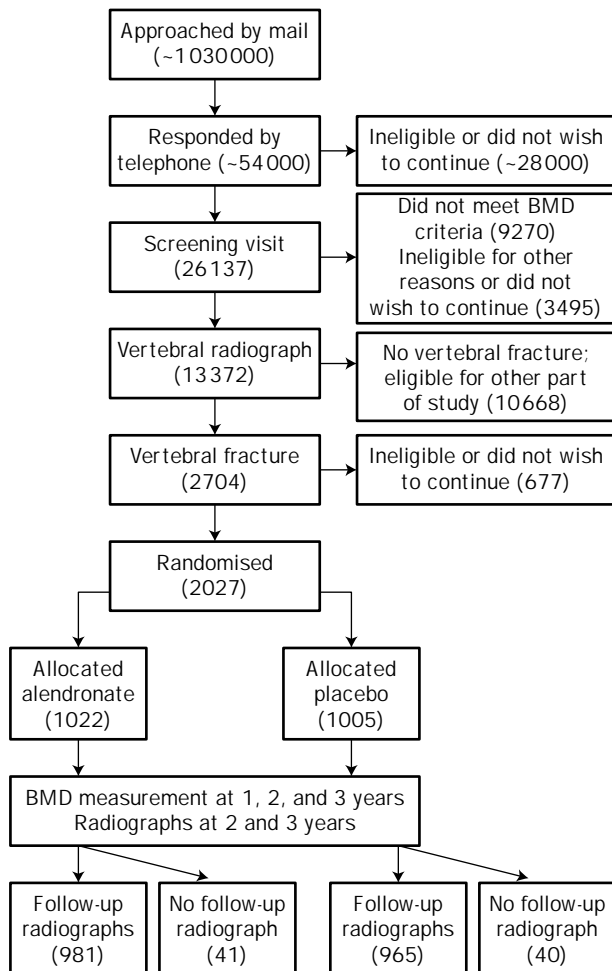 Approached by mail
(~1030000)
Responded by
telephone (~54000)
Ineligible or did not wish
to continue (~28000)
Screening visit
(26137)
Did not meet BMD
criteria (9270)
Ineligible for other
reasons or did not
wish to continue (3495)
Vertebral radiograph
(13372)
No vertebral fracture;
eligible for other part
of study (10668)
Vertebral fracture
(2704)
Ineligible or did not wish
to continue (677)
Randomised
(2027)
Allocated
alendronate
(1022)
Allocated
placebo
(1005)
BMD measurement at 1, 2, and 3 years
Radiographs at 2 and 3 years
Follow-up
radiographs
(981)
No follow-up
radiograph
(41)
Follow-up
radiographs
(965)
No follow-up
radiograph
(40)